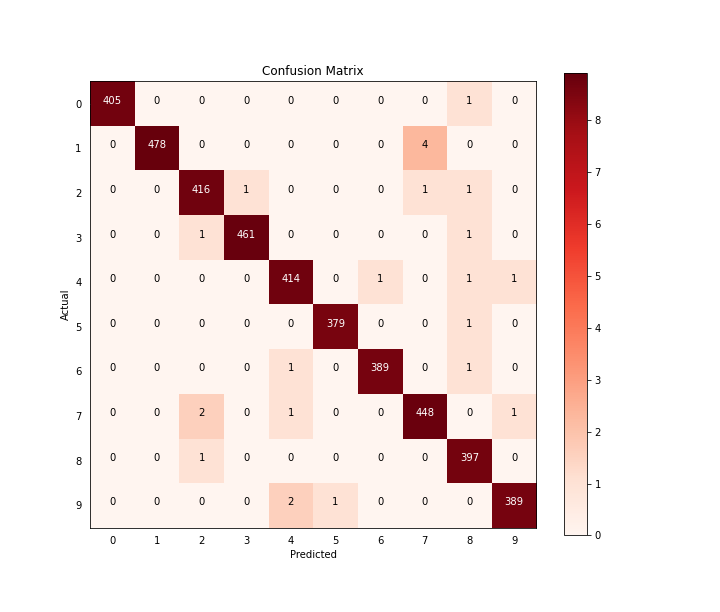 Confusion Matrix
0 405 0 0 0 0 0 0 0 1 0
1 0 478 0 0 0 0 0 4 0 0
2 0 0 416 1 0 0 0 1 1 0
3 0 0 1 461 0 0 0 0 1 0
4 0 0 0 0 414 0 1 0 1 1
5 0 0 0 0 0 379 0 0 1 0
6 0 0 0 0 1 0 389 0 1 0
7 0 0 2 0 1 0 0 448 0 1
8 0 0 1 0 0 0 0 0 397 0
9 0 0 0 0 2 1 0 0 0 389
0 1 2 3 4 5 6 7 8 9
Actual
Predicted
8
7
6
5
4
3
2
1
0